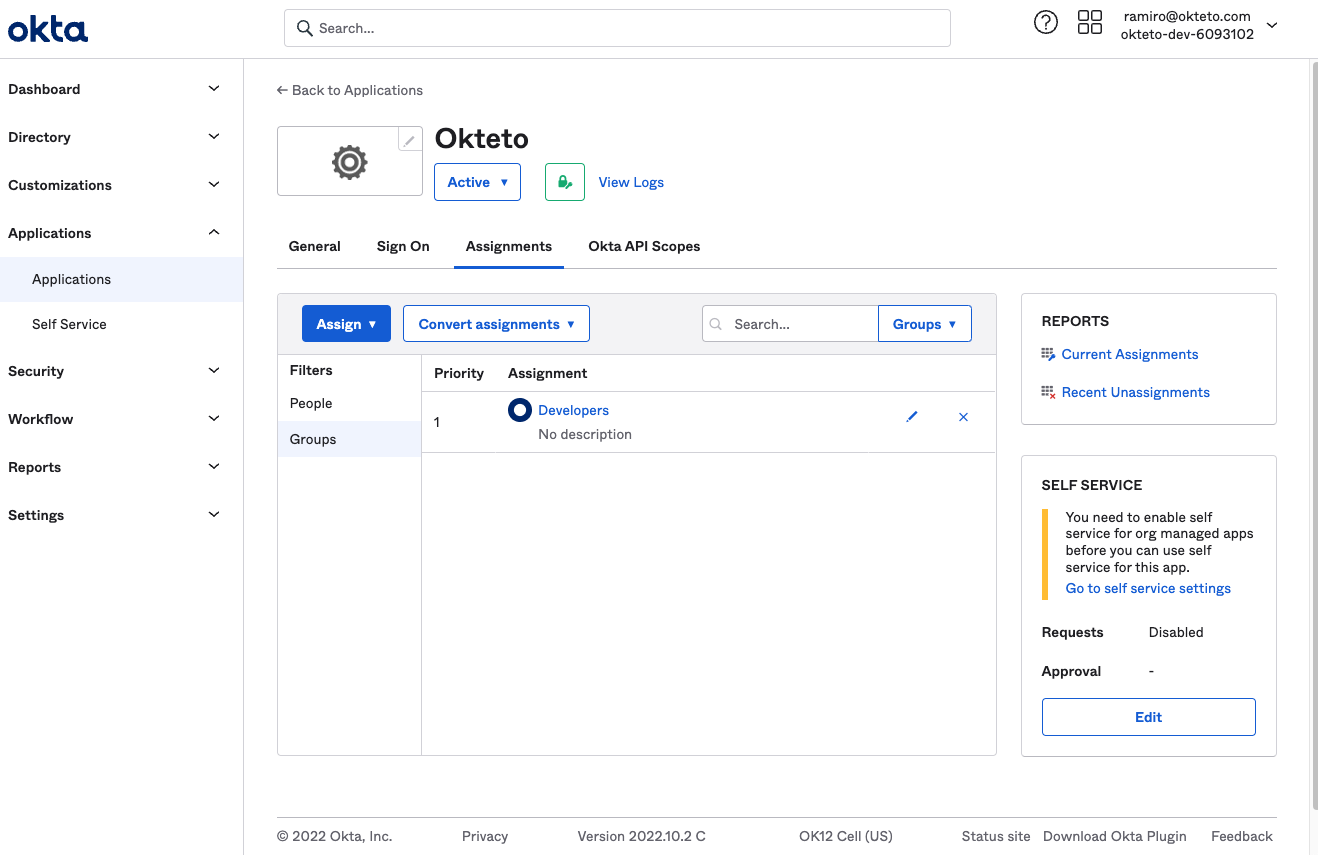 okta
Search...
ramiro@okteto.com
okteto-dev-6093102
Dashboard
Directory
Customizations
Applications
Applications
Self Service
Security
Workflow
Reports
Settings
← Back to Applications
Okteto
Active
View Logs
General
Sign On
Assignments
Okta API Scopes
Assign
Convert assignments
Search...
Groups
Filters
People
Groups
Priority
Assignment
1
Developers
No description
REPORTS
Current Assignments
Recent Unassignments
SELF SERVICE
You need to enable self
service for org managed apps
before you can use self
service for this app.
Go to self service settings
Requests
Disabled
Approval
-
Edit
© 2022 Okta, Inc.
Privacy
Version 2022.10.2 C
OK12 Cell (US)
Status site
Download Okta Plugin
Feedback